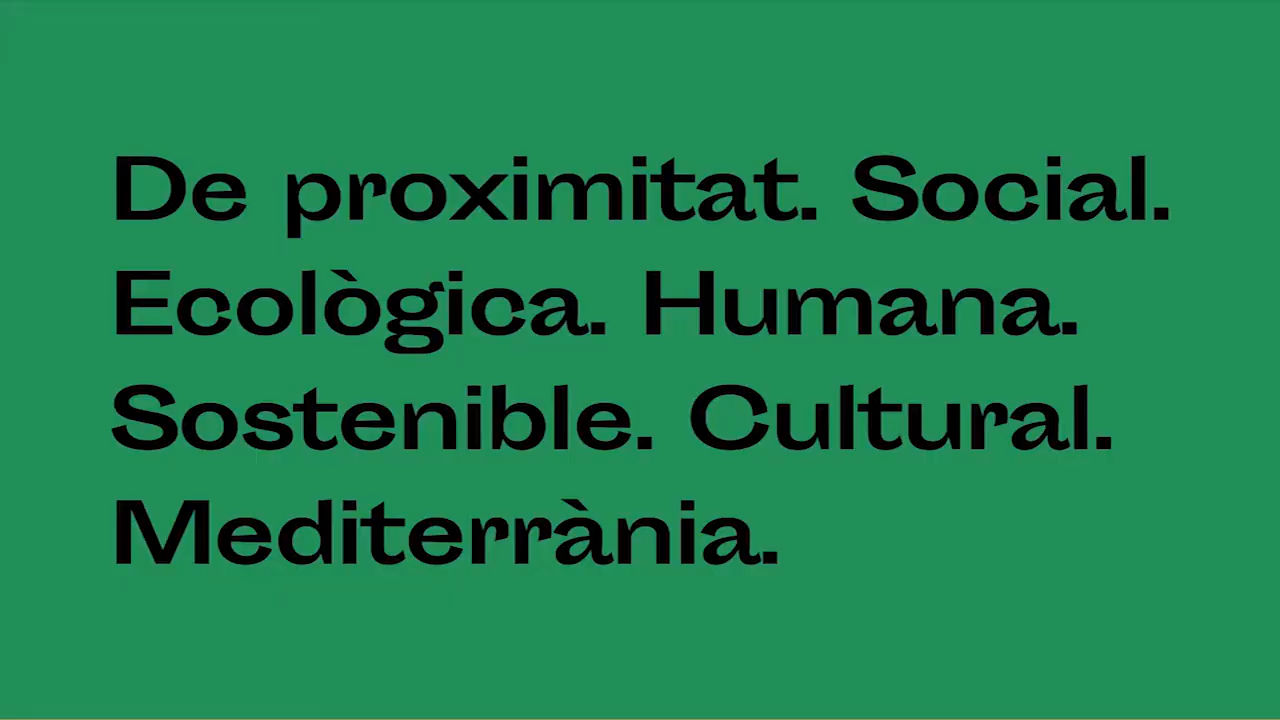 De proximitat. Social.
Ecològica. Humana.
Sostenible. Cultural.
Mediterrània.